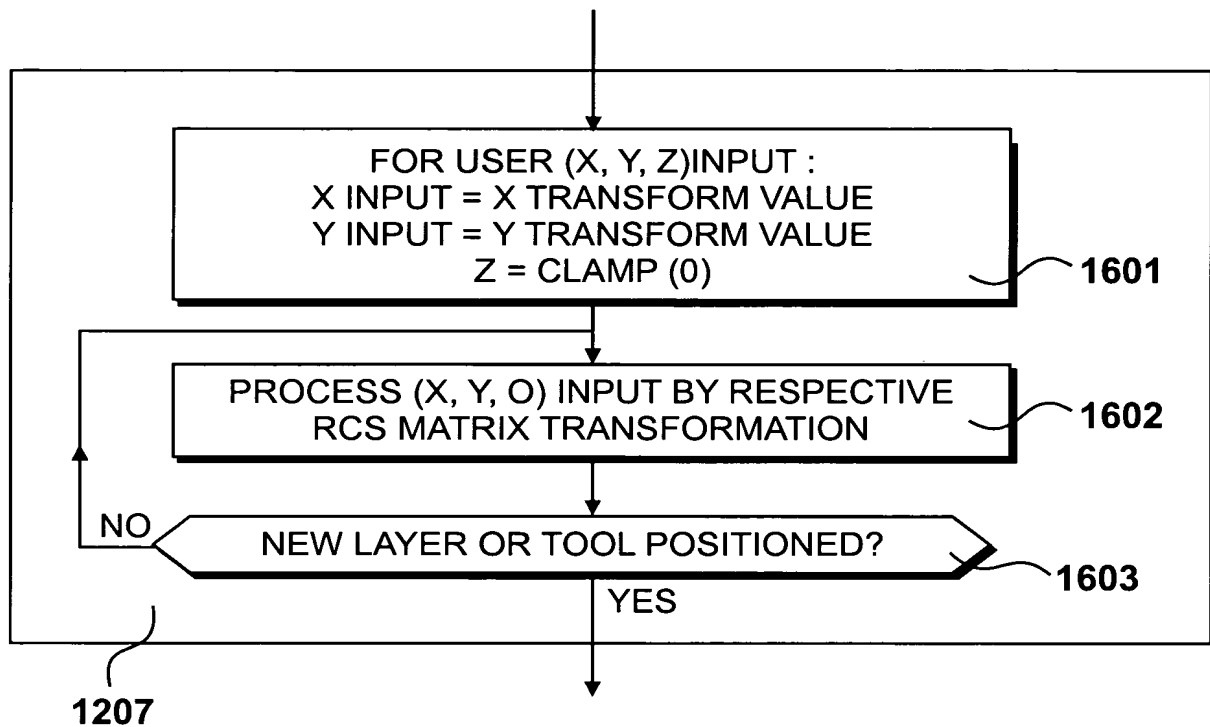 FOR USER (X, Y, Z)INPUT :
X INPUT = X TRANSFORM VALUE
Y INPUT = Y TRANSFORM VALUE
Z = CLAMP (0)
1601
PROCESS (X, Y, O) INPUT BY RESPECTIVE
RCS MATRIX TRANSFORMATION
1602
NO
NEW LAYER OR TOOL POSITIONED?
1603
YES
1207